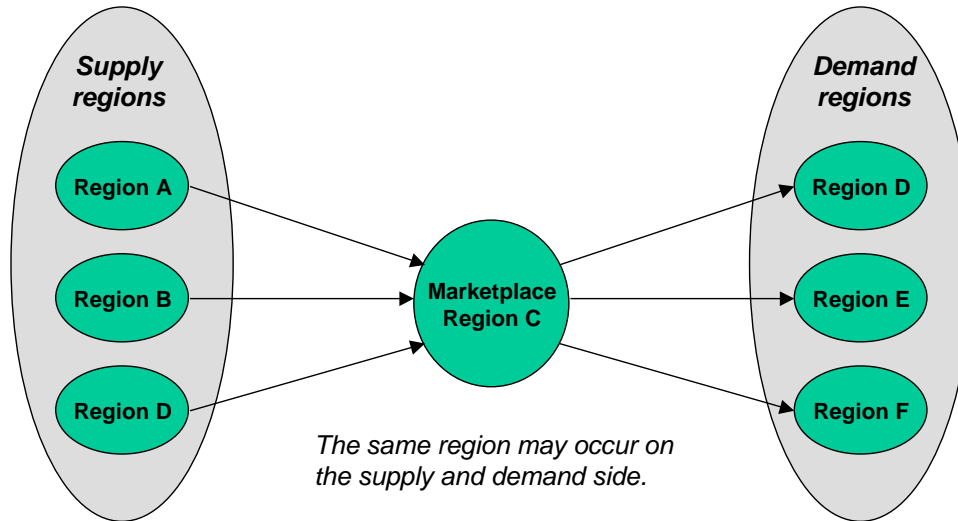 Supply
regions
Region A
Region B
Region D
Marketplace
Region C
Demand
regions
Region D
Region E
Region F
The same region may occur on
the supply and demand side.